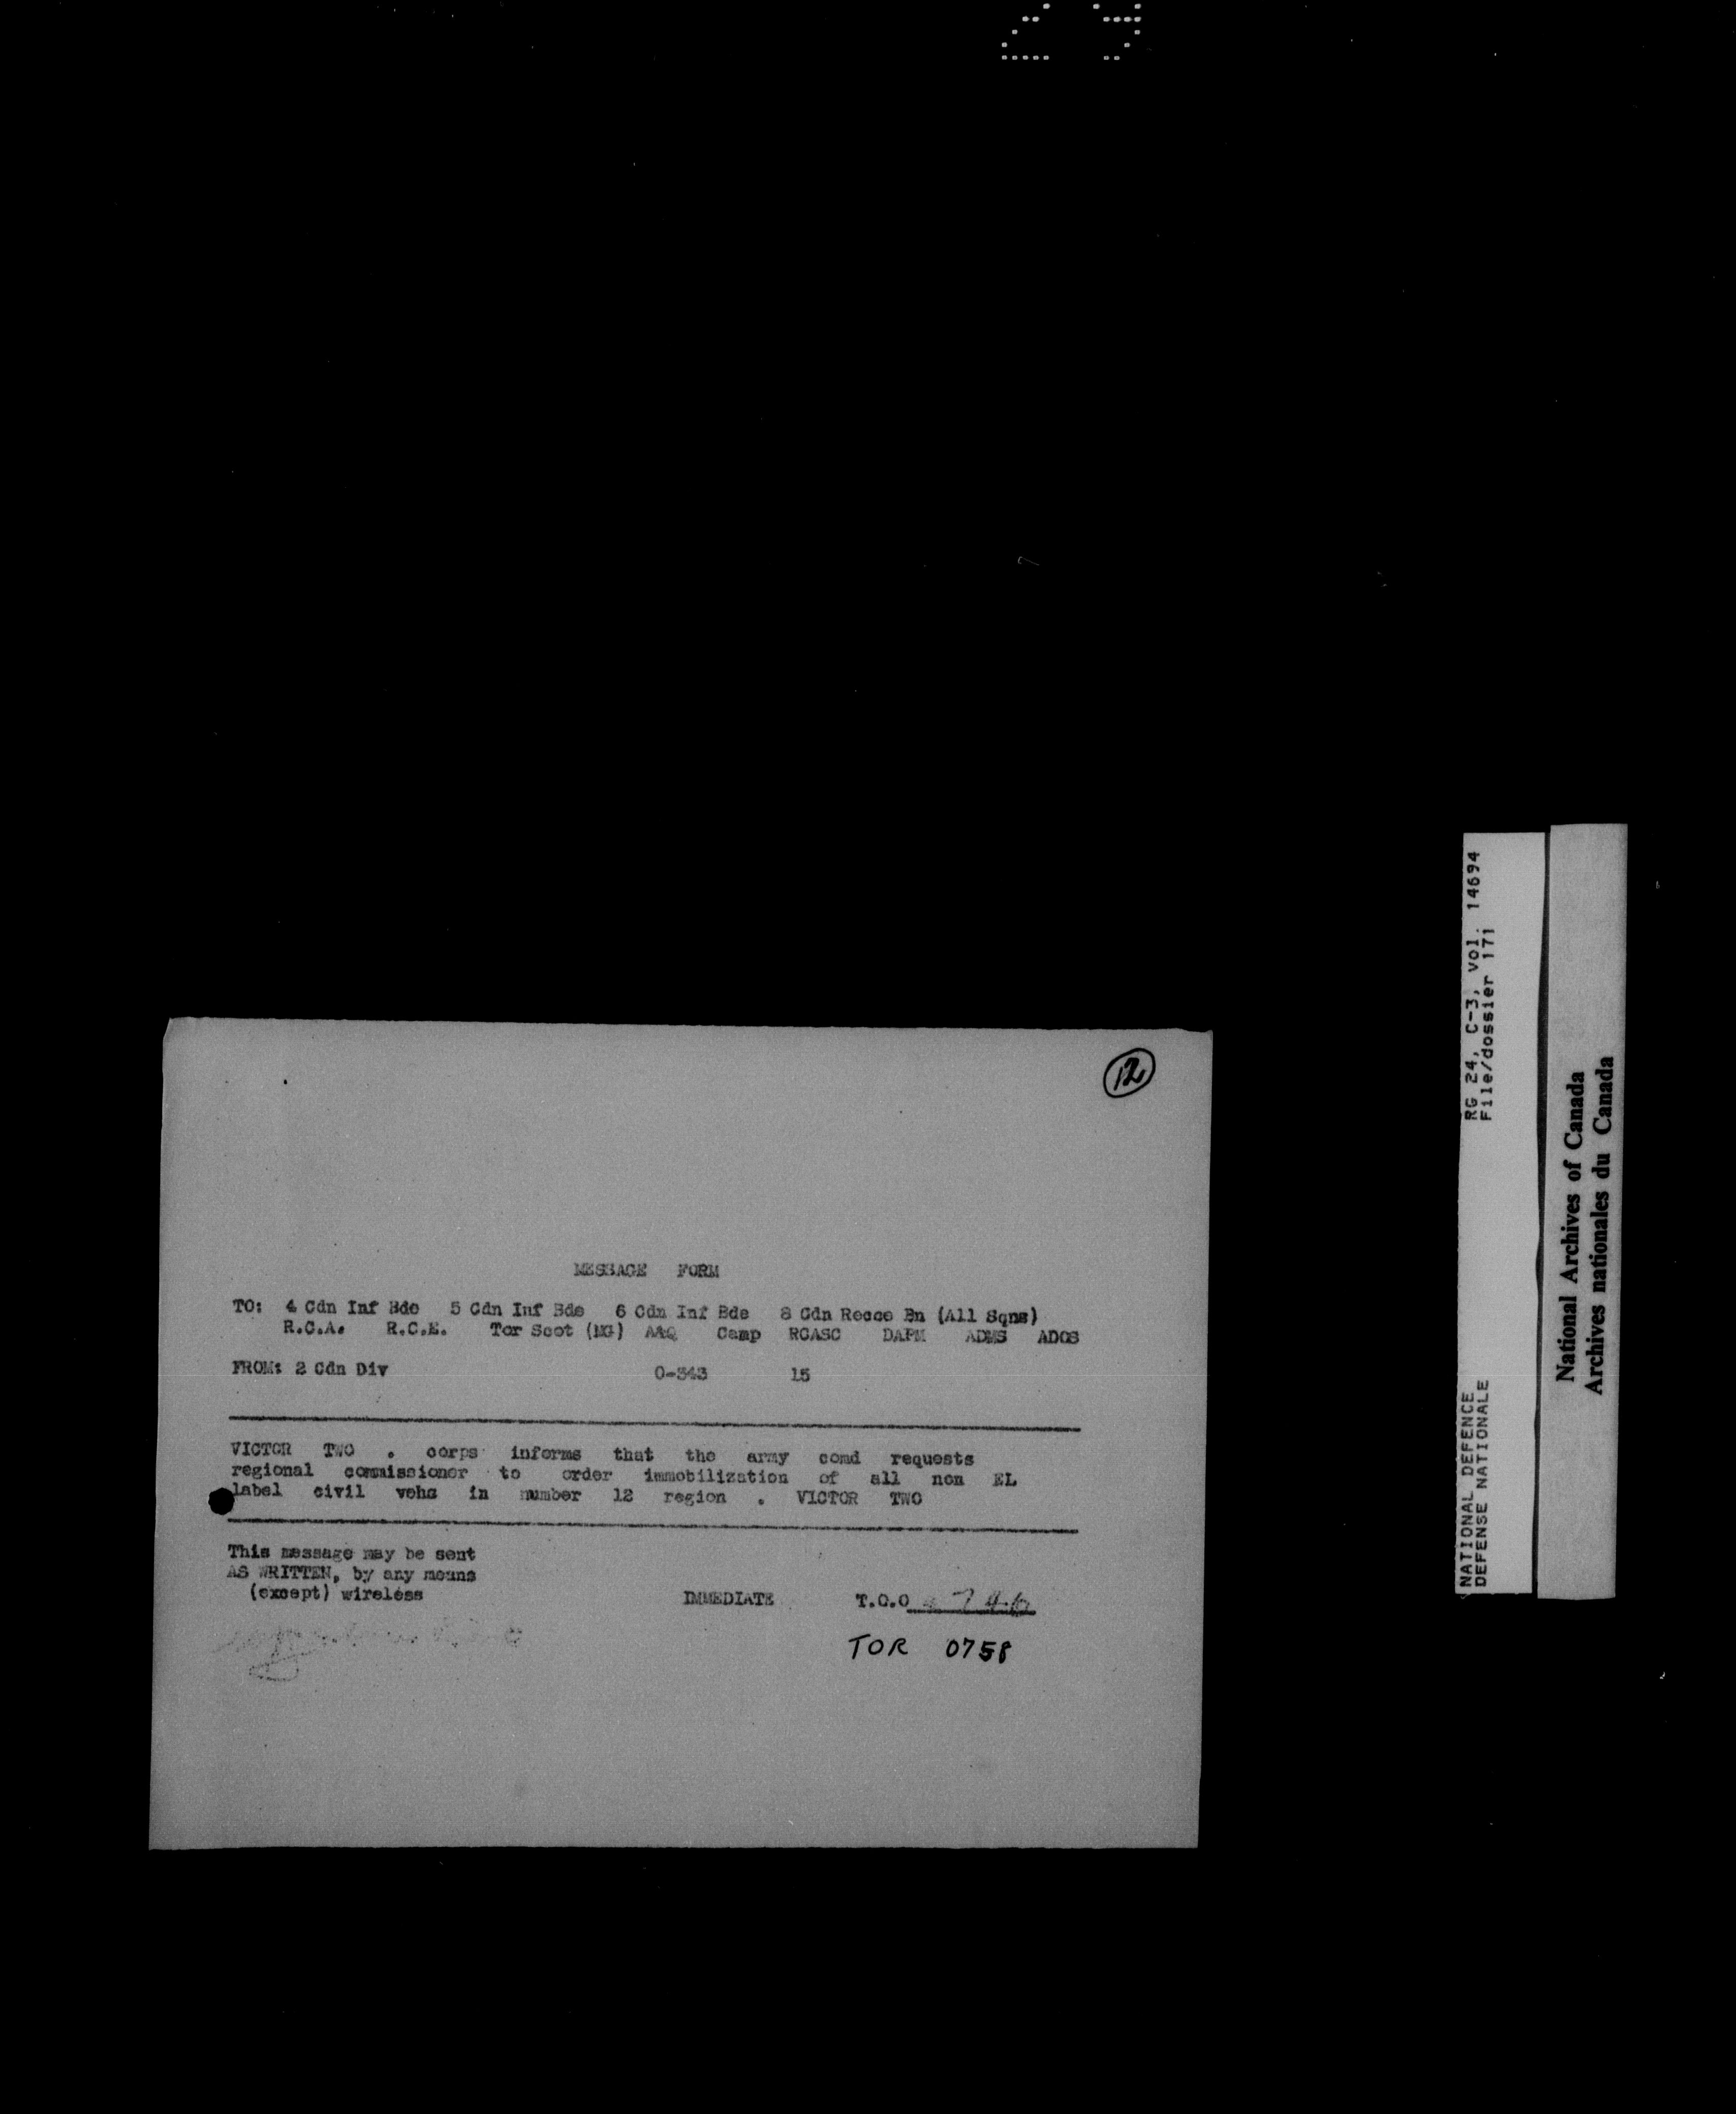 12
MESSAGE FORM
TO: 4 Cdn Inf Bde 5 Cdn Inf Bde 6 Cdn Inf Bde 8 Cdn Recce Bn (All Sqns)
R.C.A. R.C.E. Tor Scot (MG) A&Q Camp RCASC DAPM ADMS ADOS
FROM: 2 Cdn Div O-343 15
VICTOR TWO . corps informs that the army comd requests
regional commissioner to order immobilization of all non EL
label civil vehs in number 12 region . VICTOR TWO
This message may be sent
AS WRITTEN, by any means
(except) wireless
IMMEDIATE T.O.O 0746
TOR 0758
RG 24, C-3, Vol. 14694
File/dossier 171
NATIONAL DEFENCE
DEFENSE NATIONALE
National Archives of Canada
Archives nationales du Canada